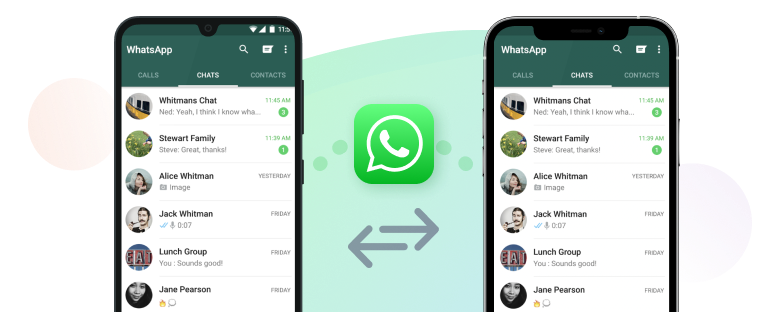 11:5
WhatsApp
CALLS CHATS CONTACTS
Whitmans Chat 11:45 AM
Ned: Yeah, I think I know wha... 3
Stewart Family 11:39 AM
Steve: Great, thanks! 1
Alice Whitman YESTERDAY
Image
Jack Whitman FRIDAY
0:07
Lunch Group FRIDAY
You : Sounds good!
Jane Pearson FRIDAY
WhatsApp
CALLS CHATS CONTACTS
Whitmans Chat 11:45 AM
Ned: Yeah, I think I know wha... 3
Stewart Family 11:39 AM
Steve: Great, thanks! 1
Alice Whitman YESTERDAY
Image
Jack Whitman FRIDAY
0:07
Lunch Group FRIDAY
You : Sounds good!
Jane Pearson FRIDAY